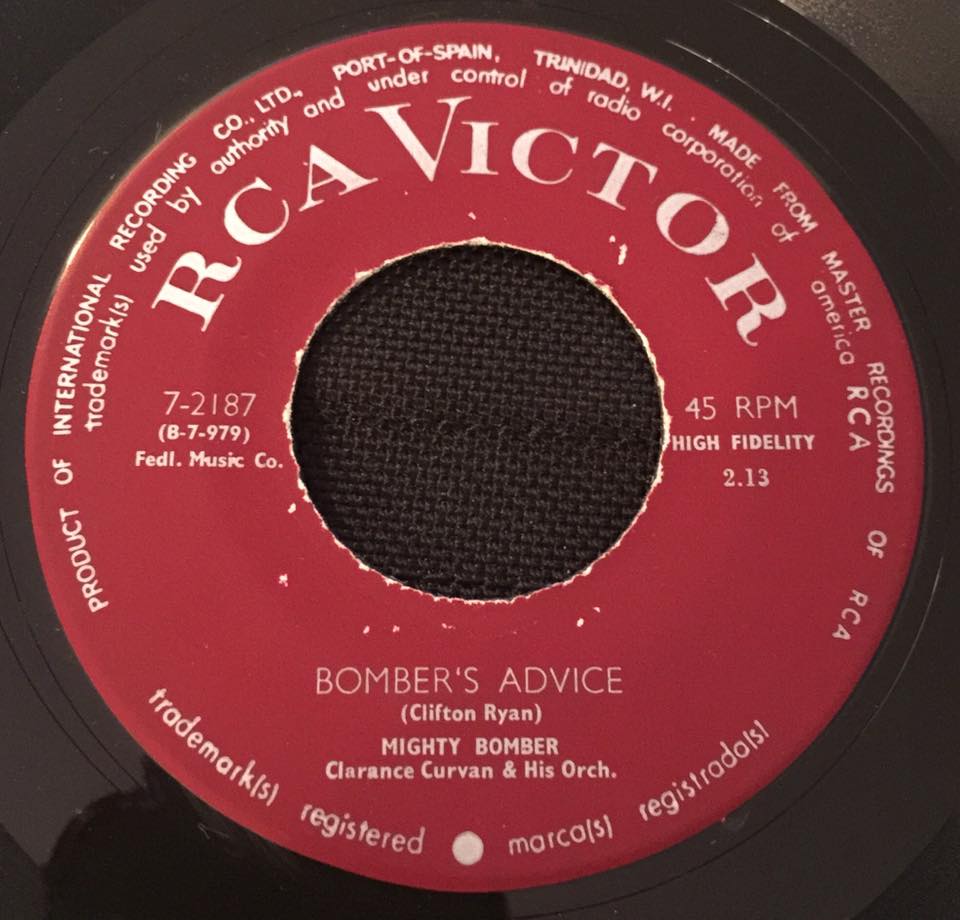 PRODUCT OF INTERNATIONAL RECORDING CO., LTD., PORT-OF-SPAIN, TRINIDAD, W.I. MADE FROM MASTER RECORDINGS OF RCA
trademark(s) used by authority and under control of radio corporation of america RCA
RCA VICTOR
7-2187
(B-7-979)
Fedl. Music Co.
45 RPM
HIGH FIDELITY
2.13
BOMBER'S ADVICE
(Clifton Ryan)
MIGHTY BOMBER
Clarance Curvan & His Orch.
trademark(s) registered marca(s) registrada(s)